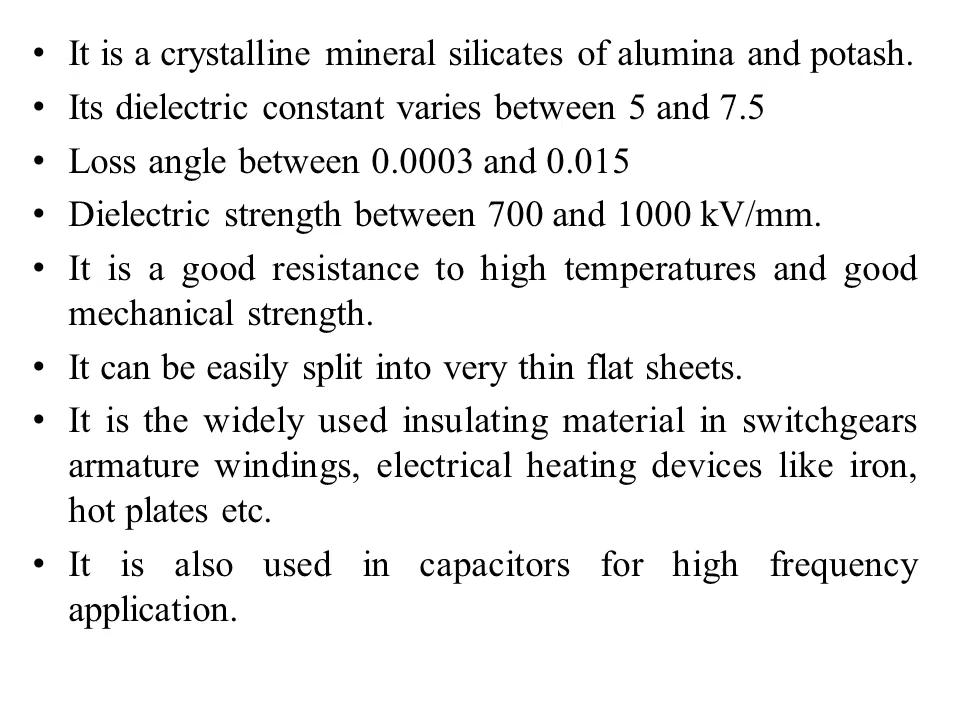 • It is a crystalline mineral silicates of alumina and potash.
• Its dielectric constant varies between 5 and 7.5
• Loss angle between 0.0003 and 0.015
• Dielectric strength between 700 and 1000 kV/mm.
• It is a good resistance to high temperatures and good
mechanical strength.
• It can be easily split into very thin flat sheets.
• It is the widely used insulating material in switchgears
armature windings, electrical heating devices like iron,
hot plates etc.
• It is also used in capacitors for high frequency
application.